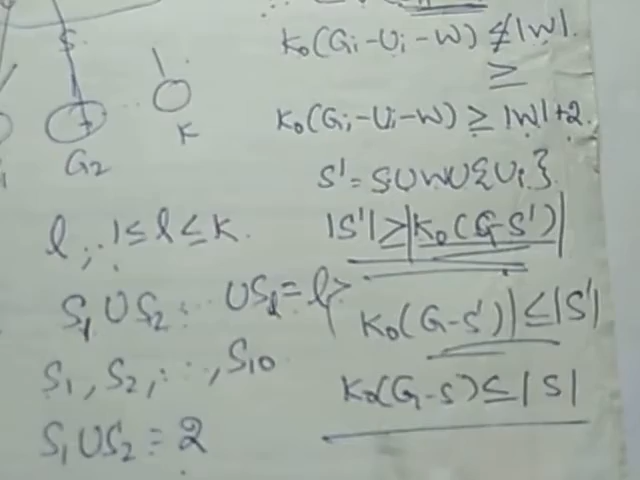 K₀(Gᵢ-Uᵢ-W) ≰ |W|.
≥
K₀(Gᵢ-Uᵢ-W) ≥ |W|+2.
S
G₂
K
S' = S∪W∪{Uᵢ}.
l, 1≤l≤K.
|S'| ≥ |K₀(G-S')|
S₁∪S₂... ∪Sₗ = l
K₀(G-S')| ≤ |S'|
S₁, S₂, ..., S₁₀
K₀(G-S) ≤ |S|
S₁∪S₂ = 2